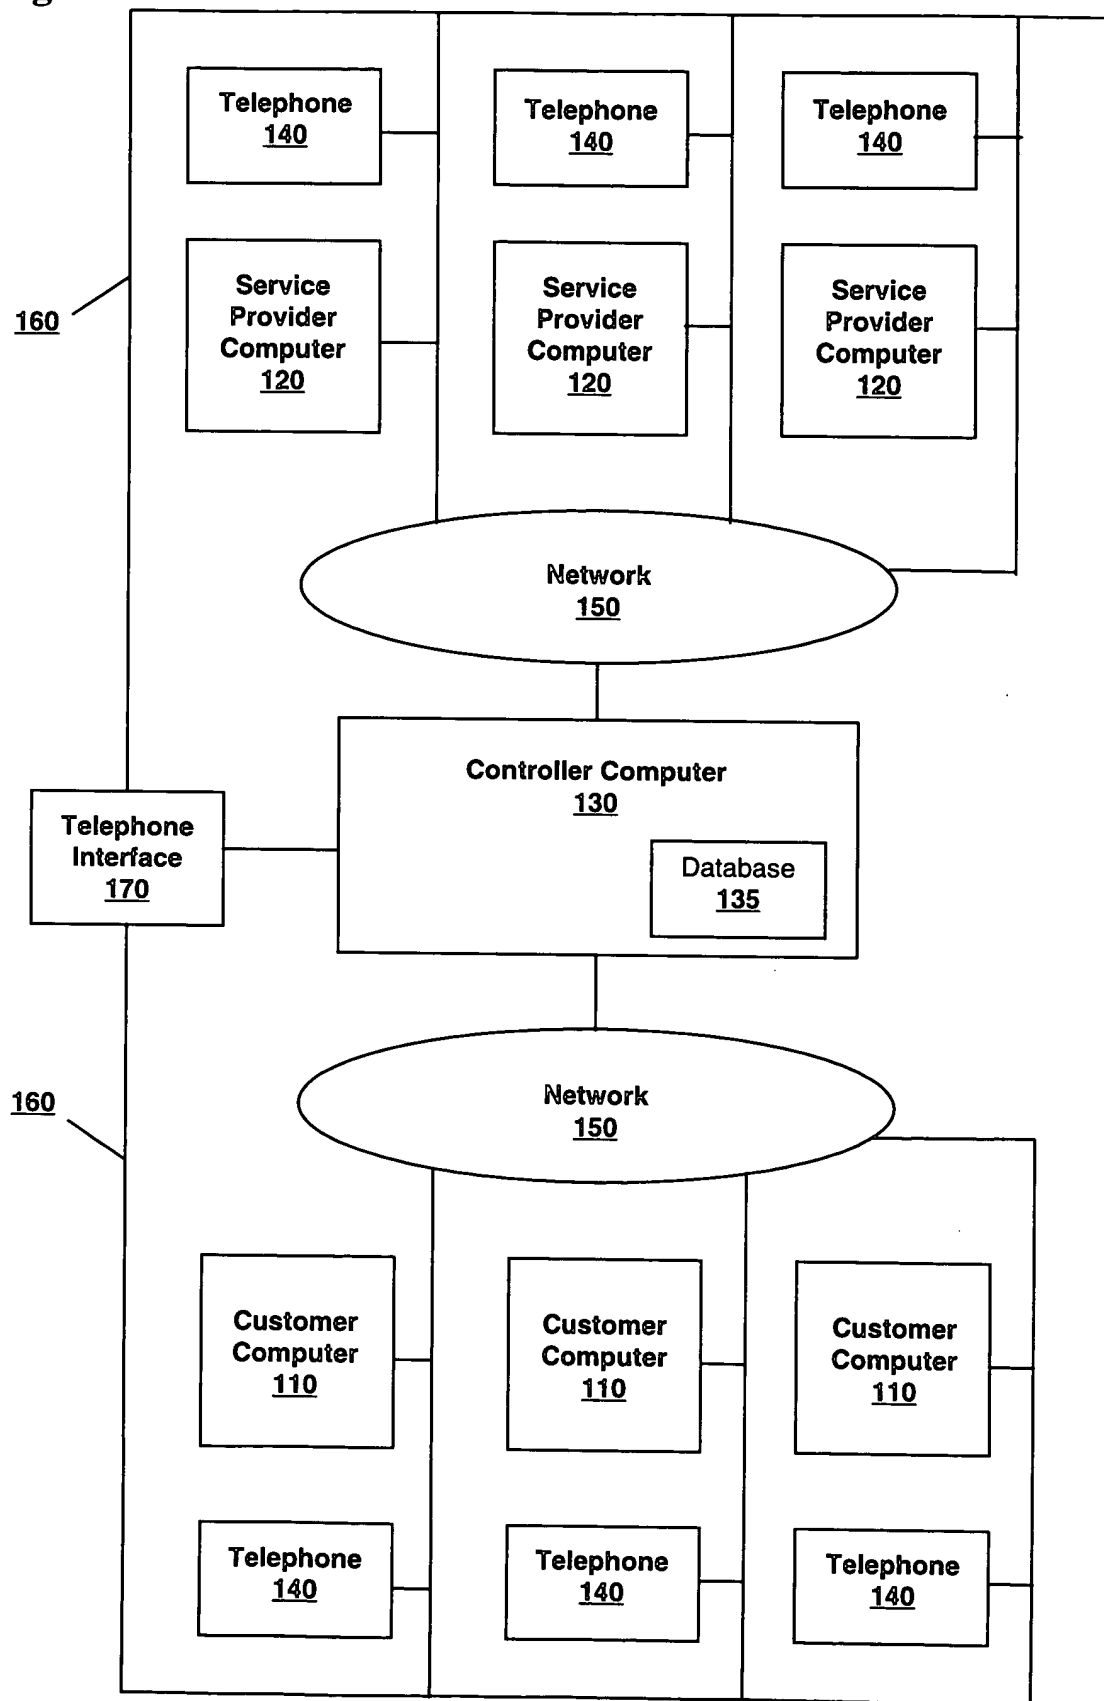 Telephone
140
Telephone
140
Telephone
140
Service
Provider
Computer
120
Service
Provider
Computer
120
Service
Provider
Computer
120
160
Network
150
Controller Computer
130
Telephone
Interface
170
Database
135
160
Network
150
Customer
Computer
110
Customer
Computer
110
Customer
Computer
110
Telephone
140
Telephone
140
Telephone
140